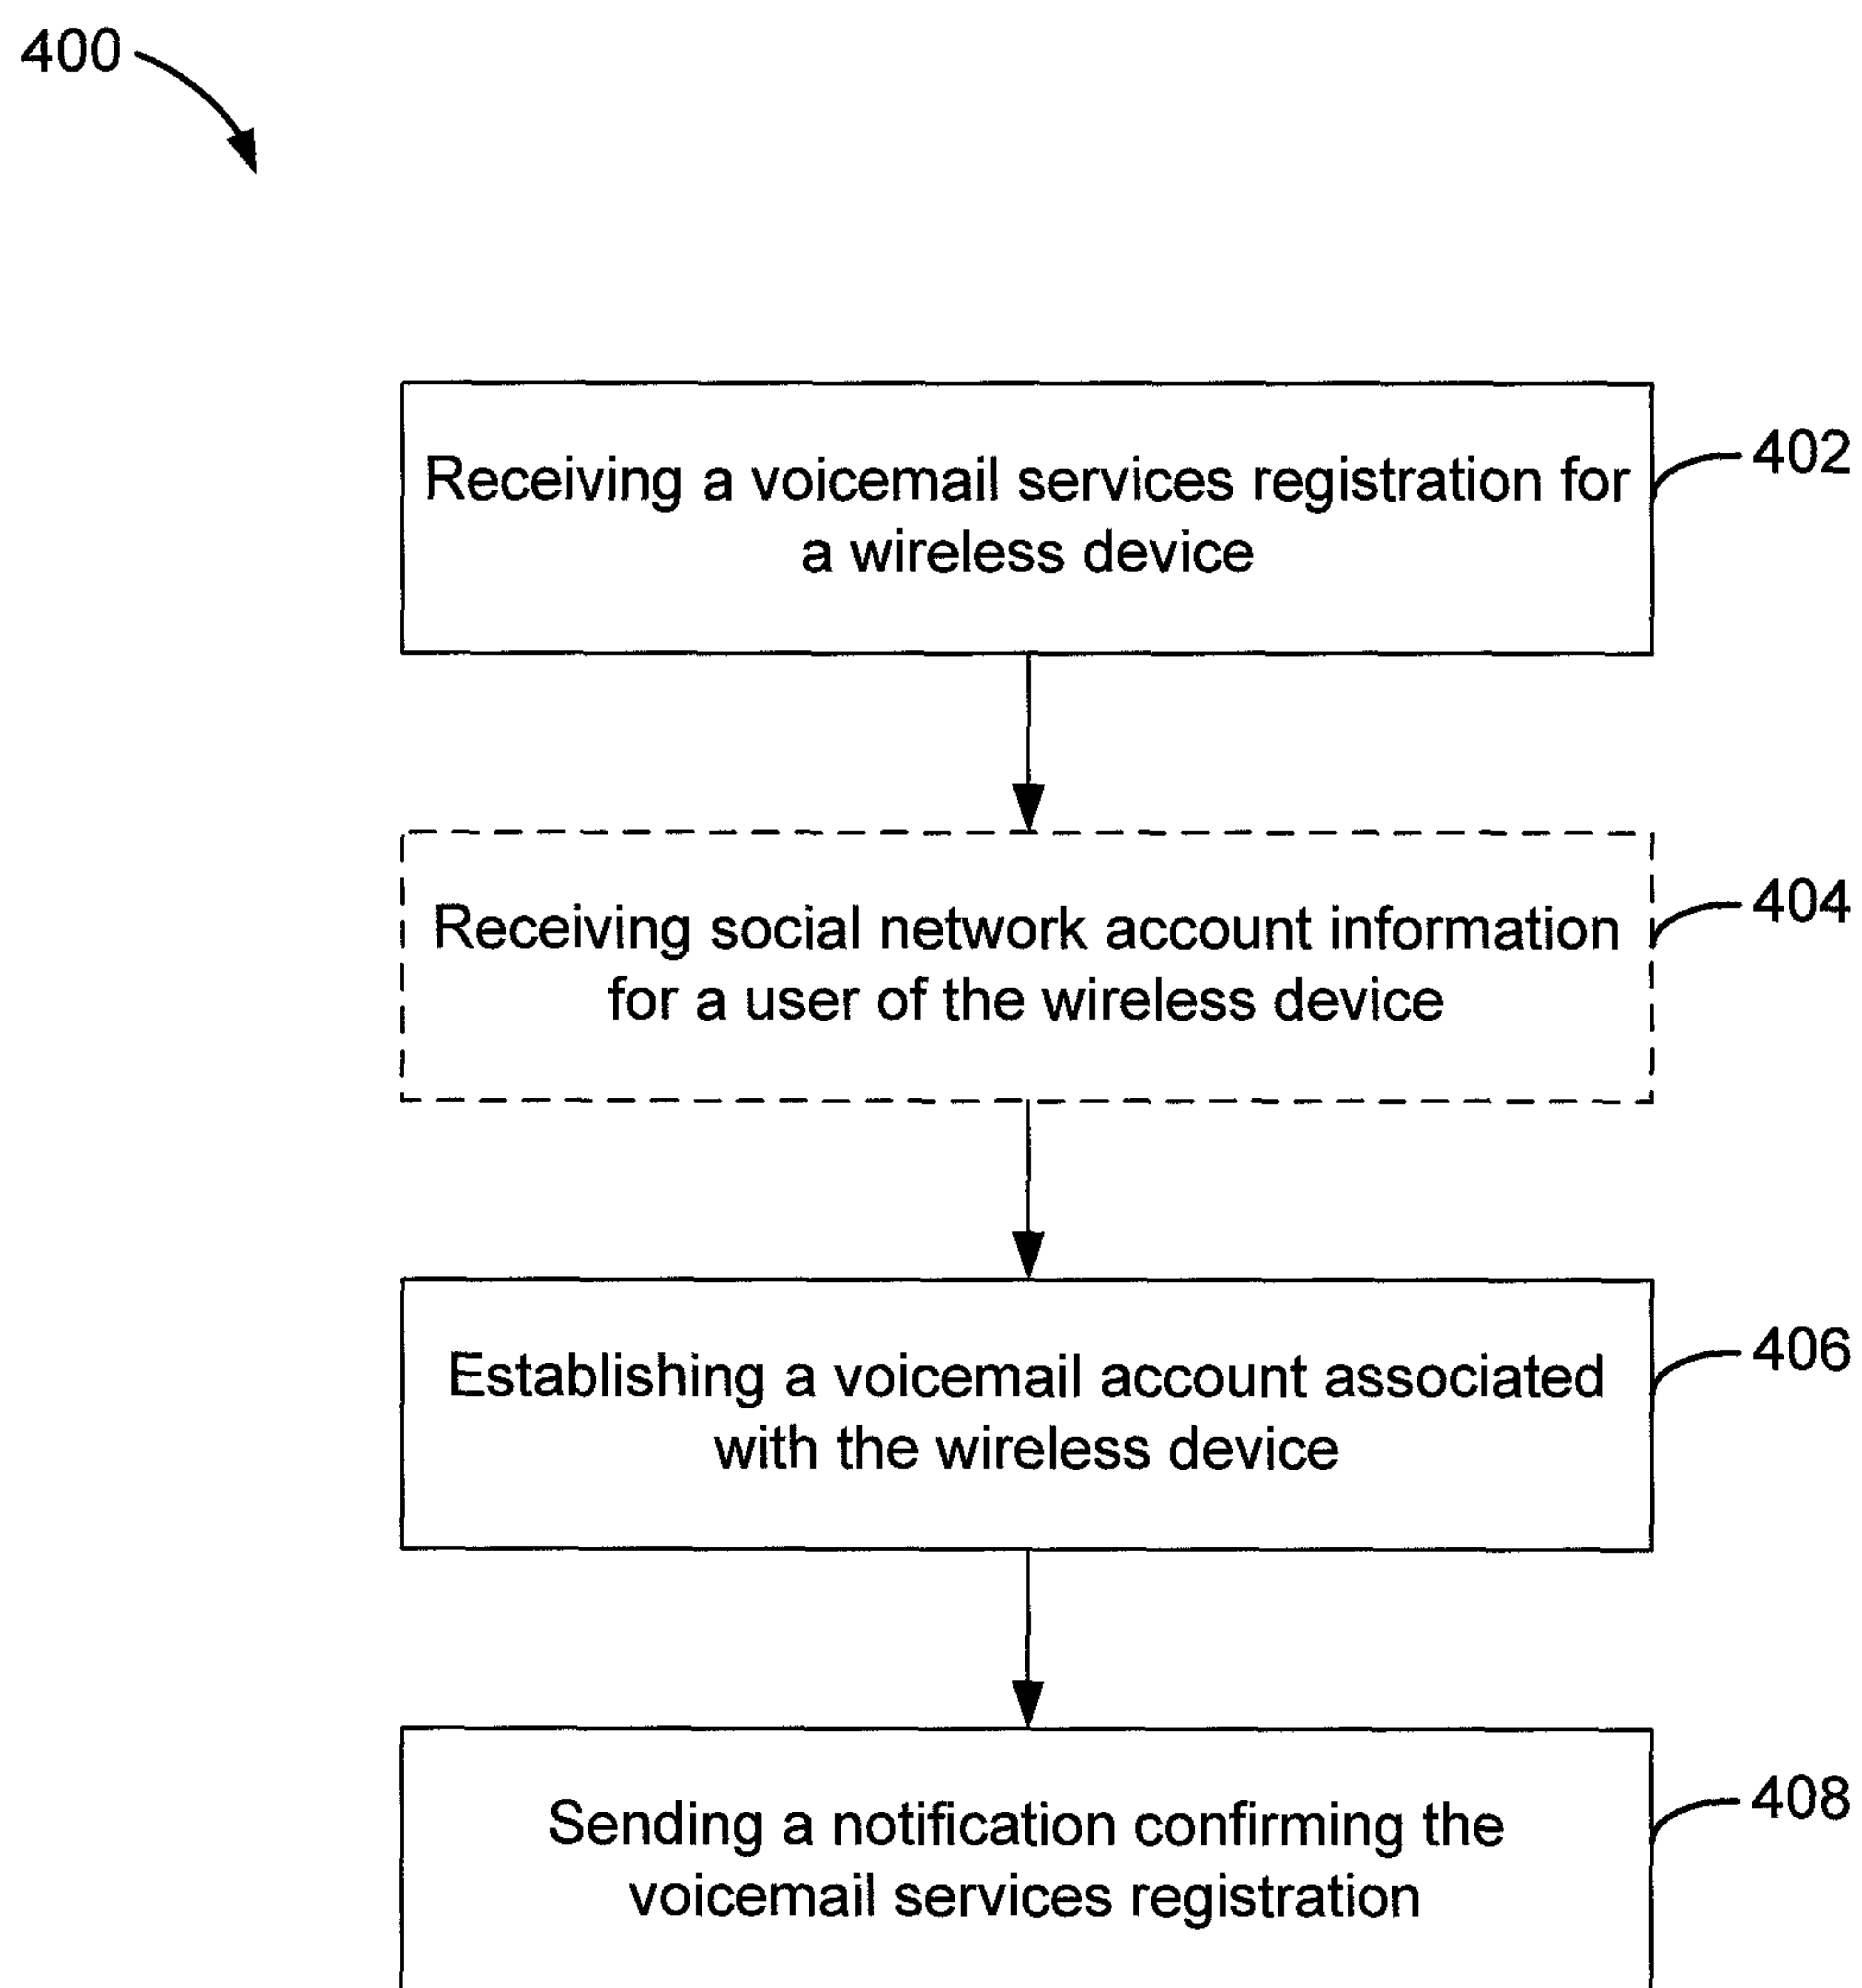 400
Receiving a voicemail services registration for
a wireless device
402
Receiving social network account information
for a user of the wireless device
404
Establishing a voicemail account associated
with the wireless device
406
Sending a notification confirming the
voicemail services registration
408